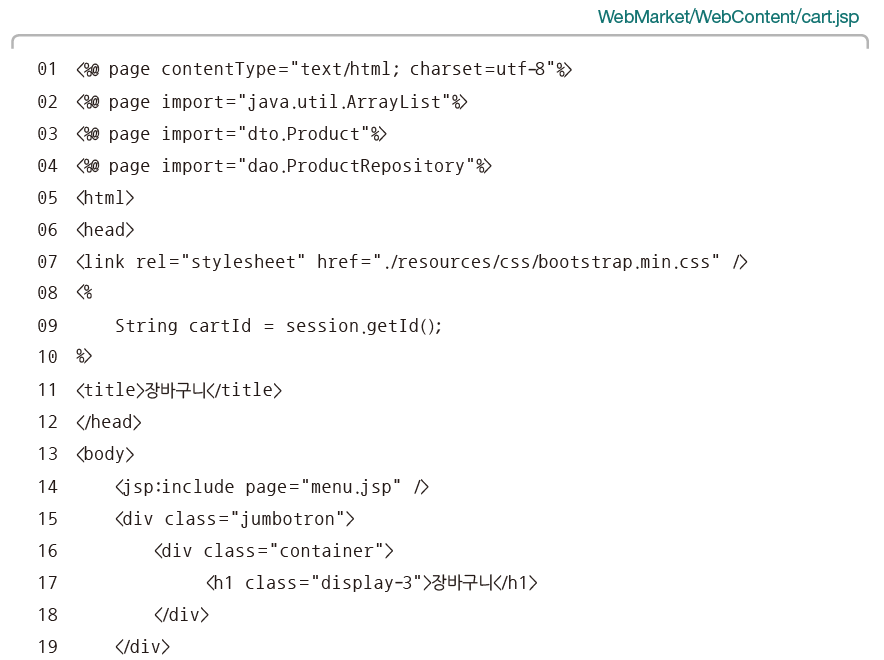 WebMarket/WebContent/cart.jsp
01 <%@ page contentType="text/html; charset=utf-8"%>
02 <%@ page import="java.util.ArrayList"%>
03 <%@ page import="dto.Product"%>
04 <%@ page import="dao.ProductRepository"%>
05 <html>
06 <head>
07 <link rel="stylesheet" href="./resources/css/bootstrap.min.css" />
08 <%
09     String cartId = session.getId();
10 %>
11 <title>장바구니</title>
12 </head>
13 <body>
14     <jsp:include page="menu.jsp" />
15     <div class="jumbotron">
16         <div class="container">
17             <h1 class="display-3">장바구니</h1>
18         </div>
19     </div>